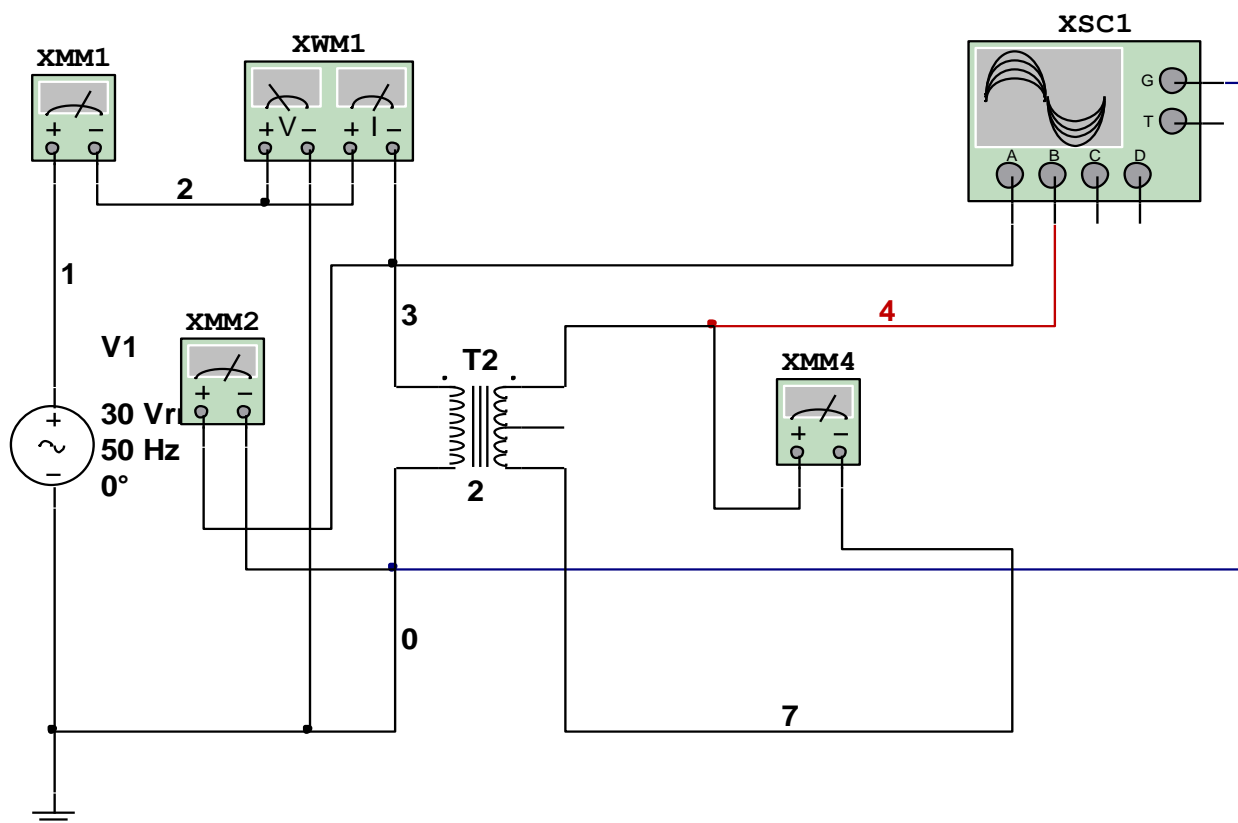 XSC1
XWM1
XMM1
G
T
A B C D
+ V − + I −
+ −
2
1
3
4
XMM2
V1
T2
XMM4
+ −
+
30 Vr
50 Hz
0°
−
+ −
2
0
7